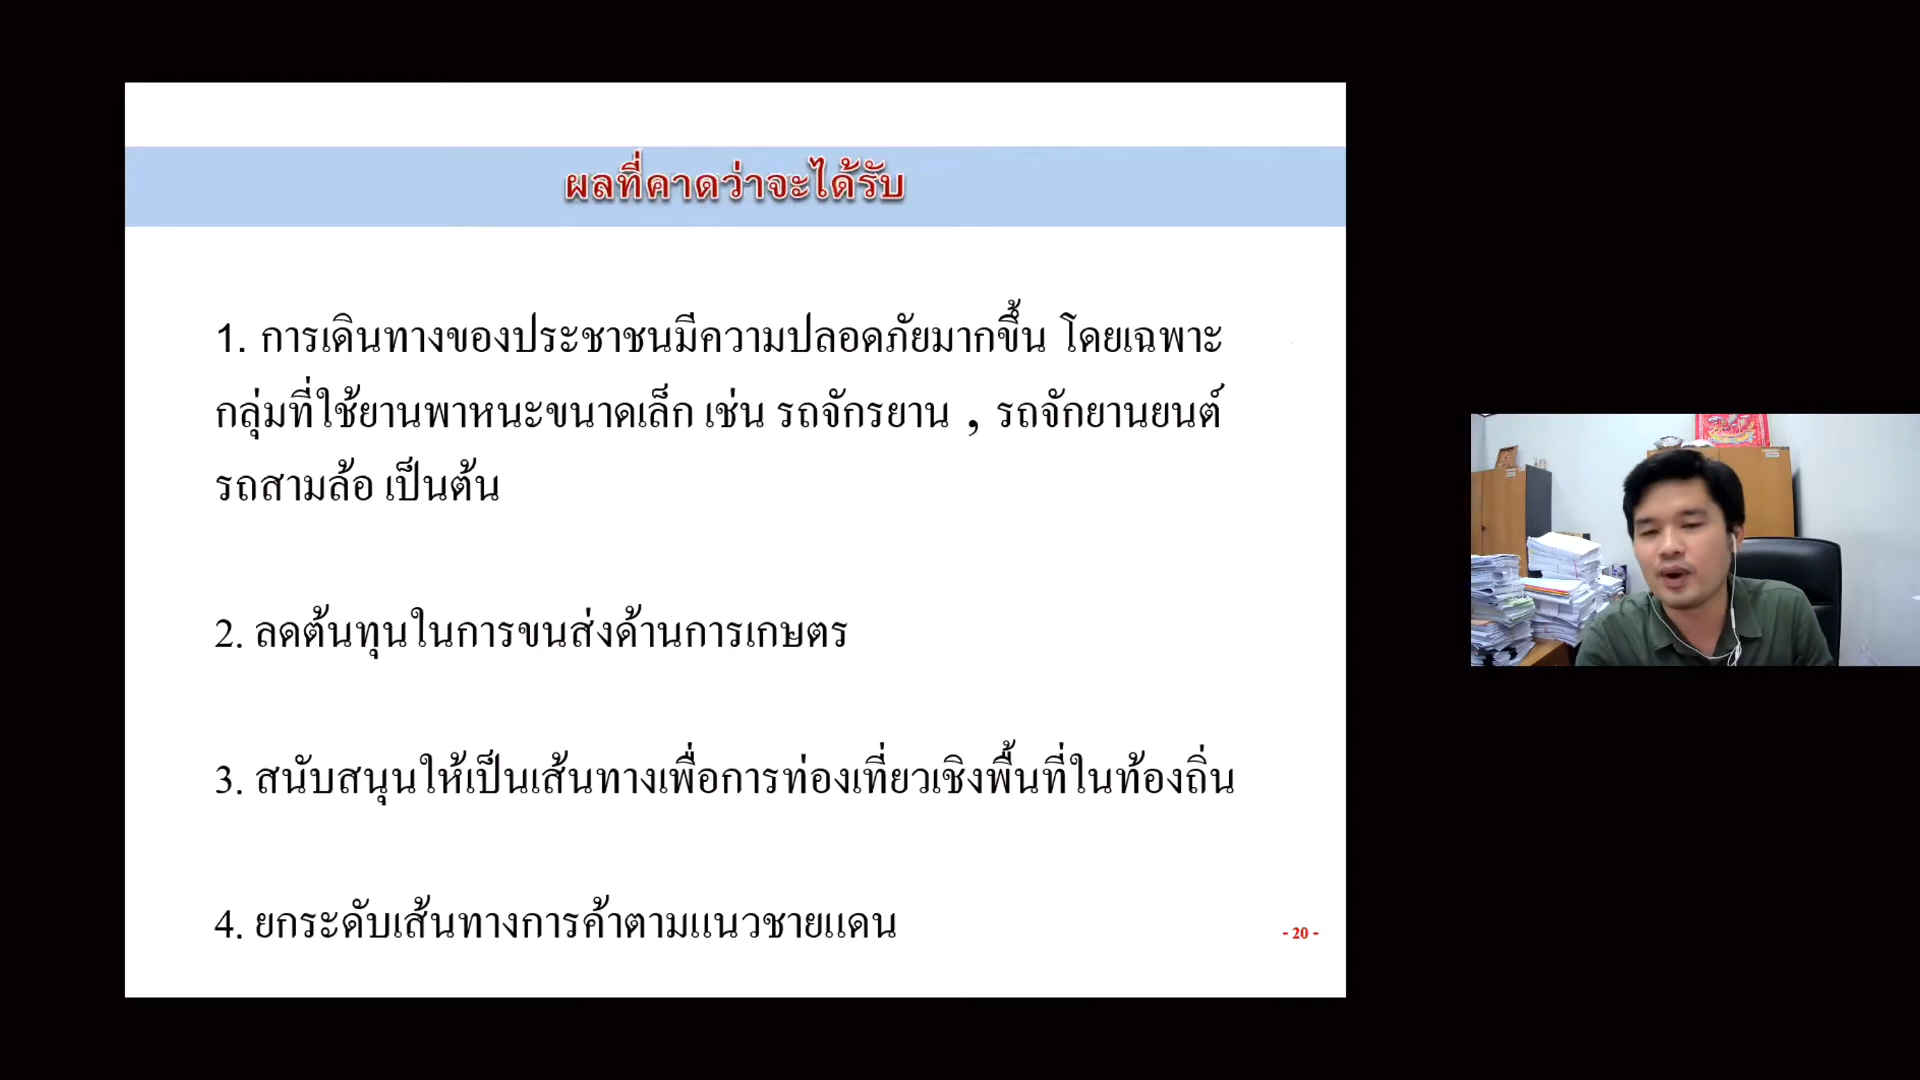 ผลที่คาดว่าจะได้รับ
1. การเดินทางของประชาชนมีความปลอดภัยมากขึ้น โดยเฉพาะ
กลุ่มที่ใช้ยานพาหนะขนาดเล็ก เช่น รถจักรยาน , รถจักยานยนต์
รถสามล้อ เป็นต้น
2. ลดต้นทุนในการขนส่งด้านการเกษตร
3. สนับสนุนให้เป็นเส้นทางเพื่อการท่องเที่ยวเชิงพื้นที่ในท้องถิ่น
4. ยกระดับเส้นทางการค้าตามแนวชายแดน
- 20 -